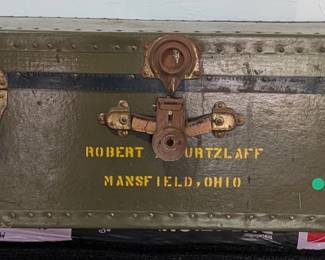 ROBERT URTZLAFF
MANSFIELD, OHIO